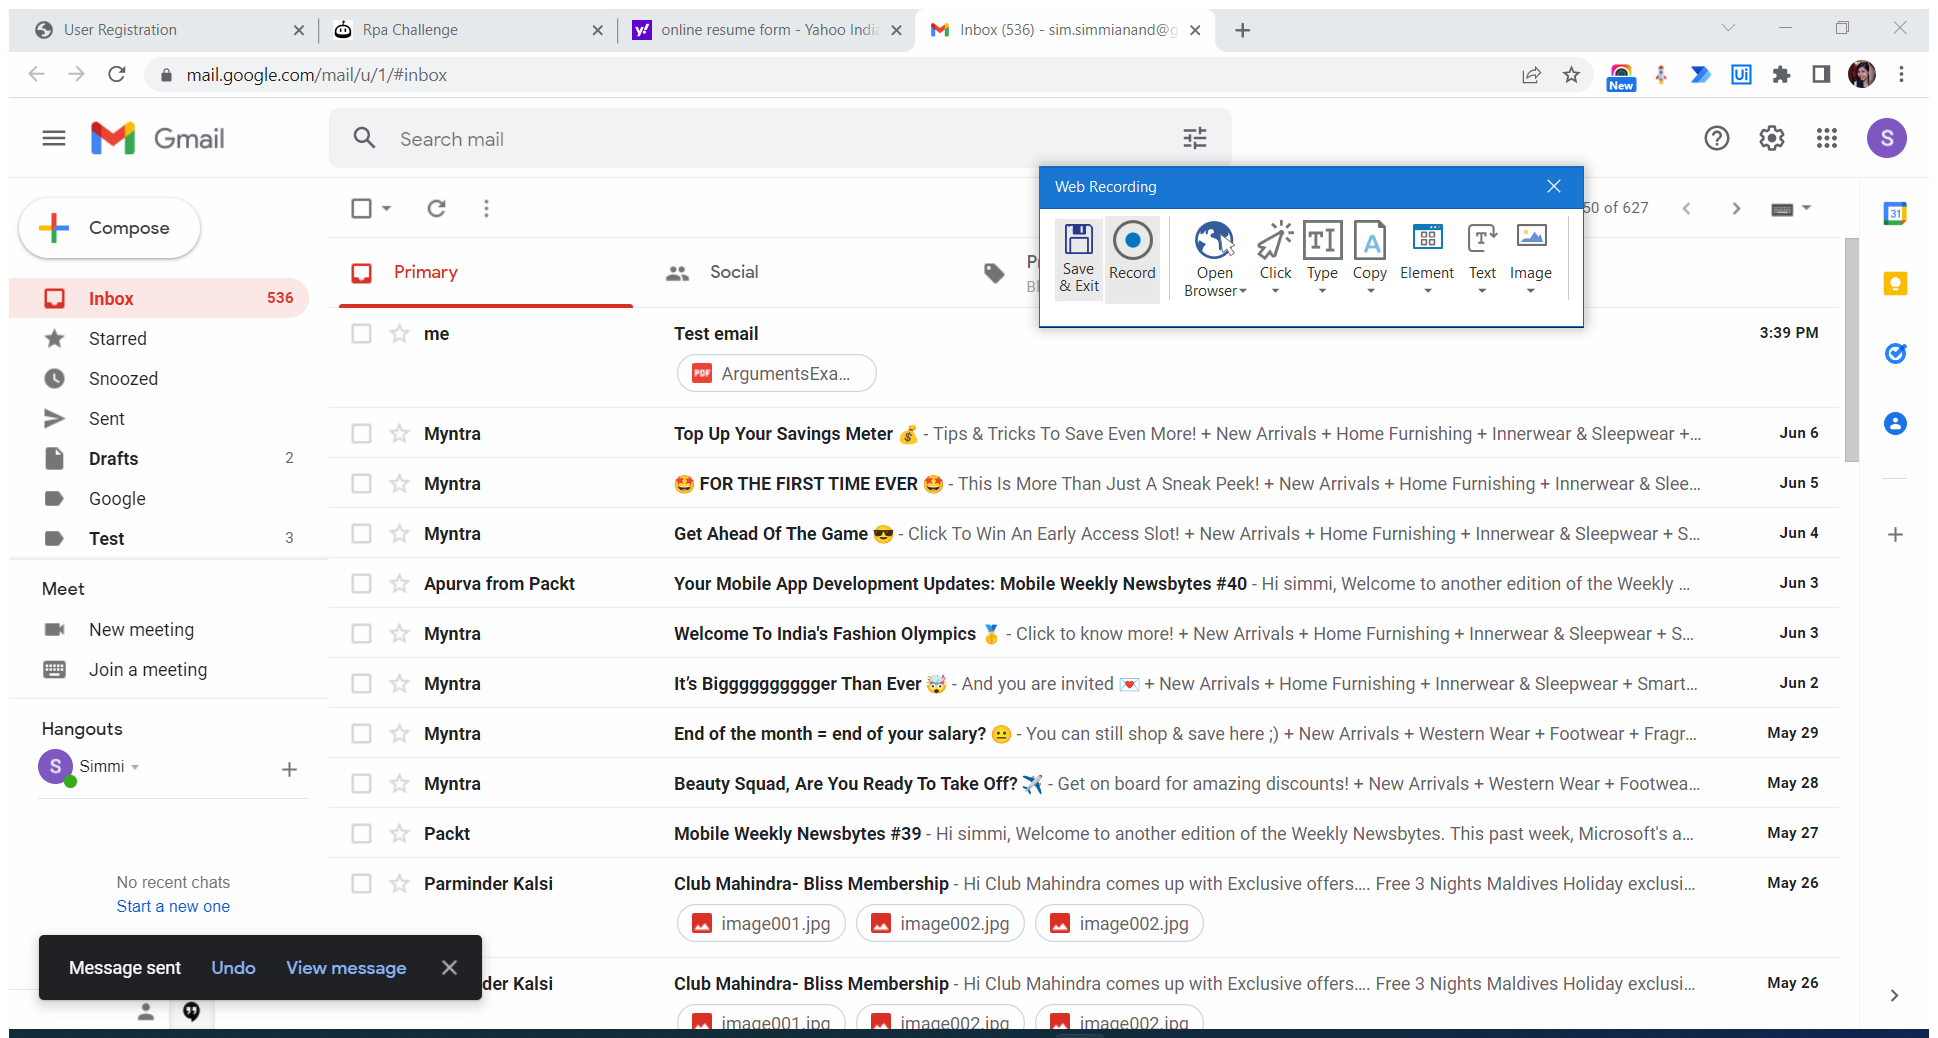 User Registration
Rpa Challenge
online resume form - Yahoo India
Inbox (536) - sim.simmianand@g
mail.google.com/mail/u/1/#inbox
New
Ui
Gmail
Search mail
S
Web Recording
Save & Exit
Record
Open Browser
Click
Type
Copy
Element
Text
Image
50 of 627
31
Compose
Primary
Social
Inbox 536
Starred
Snoozed
Sent
Drafts 2
Google
Test 3
Meet
New meeting
Join a meeting
Hangouts
S Simmi
No recent chats
Start a new one
me Test email 3:39 PM
PDF ArgumentsExa...
Myntra Top Up Your Savings Meter 💰 - Tips & Tricks To Save Even More! + New Arrivals + Home Furnishing + Innerwear & Sleepwear +... Jun 6
Myntra 🤩 FOR THE FIRST TIME EVER 🤩 - This Is More Than Just A Sneak Peek! + New Arrivals + Home Furnishing + Innerwear & Slee... Jun 5
Myntra Get Ahead Of The Game 😎 - Click To Win An Early Access Slot! + New Arrivals + Home Furnishing + Innerwear & Sleepwear + S... Jun 4
Apurva from Packt Your Mobile App Development Updates: Mobile Weekly Newsbytes #40 - Hi simmi, Welcome to another edition of the Weekly ... Jun 3
Myntra Welcome To India's Fashion Olympics 🥇 - Click to know more! + New Arrivals + Home Furnishing + Innerwear & Sleepwear + S... Jun 3
Myntra It's Bigggggggggger Than Ever 🤯 - And you are invited 💌 + New Arrivals + Home Furnishing + Innerwear & Sleepwear + Smart... Jun 2
Myntra End of the month = end of your salary? 😐 - You can still shop & save here ;) + New Arrivals + Western Wear + Footwear + Fragr... May 29
Myntra Beauty Squad, Are You Ready To Take Off? ✈️ - Get on board for amazing discounts! + New Arrivals + Western Wear + Footwea... May 28
Packt Mobile Weekly Newsbytes #39 - Hi simmi, Welcome to another edition of the Weekly Newsbytes. This past week, Microsoft's a... May 27
Parminder Kalsi Club Mahindra- Bliss Membership - Hi Club Mahindra comes up with Exclusive offers.... Free 3 Nights Maldives Holiday exclusi... May 26
image001.jpg image002.jpg image002.jpg
nder Kalsi Club Mahindra- Bliss Membership - Hi Club Mahindra comes up with Exclusive offers.... Free 3 Nights Maldives Holiday exclusi... May 26
image001.jpg image002.jpg image002.jpg
Message sent Undo View message